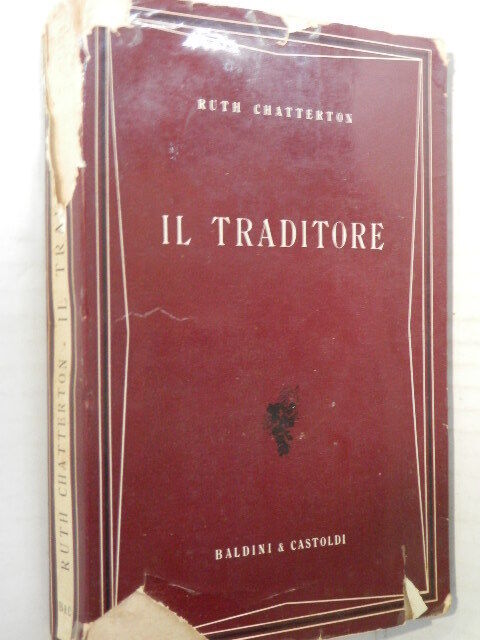 RUTH CHATTERTON
IL TRADITORE
BALDINI & CASTOLDI
RUTH CHATTERTON - IL TRA